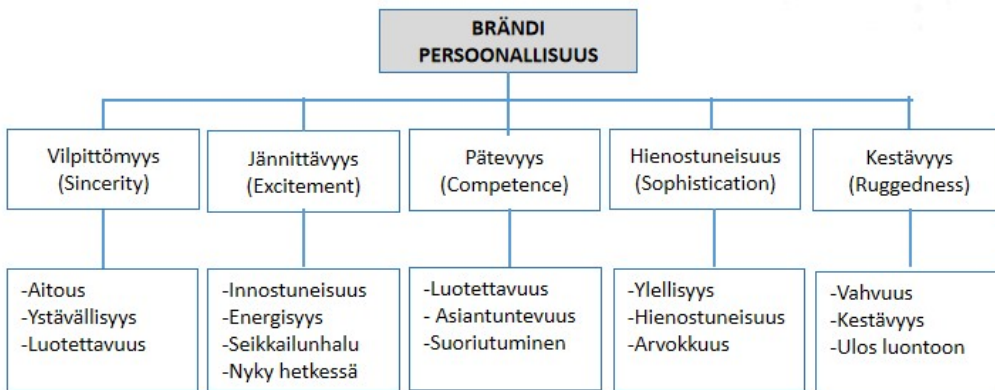 BRÄNDI
PERSOONALLISUUS
Vilpittömyys
(Sincerity)
Jännittävyys
(Excitement)
Pätevyys
(Competence)
Hienostuneisuus
(Sophistication)
Kestävyys
(Ruggedness)
-Aitous
-Ystävällisyys
-Luotettavuus
-Innostuneisuus
-Energisyys
-Seikkailunhalu
-Nyky hetkessä
-Luotettavuus
- Asiantuntevuus
-Suoriutuminen
-Ylellisyys
-Hienostuneisuus
-Arvokkuus
-Vahvuus
-Kestävyys
-Ulos luontoon